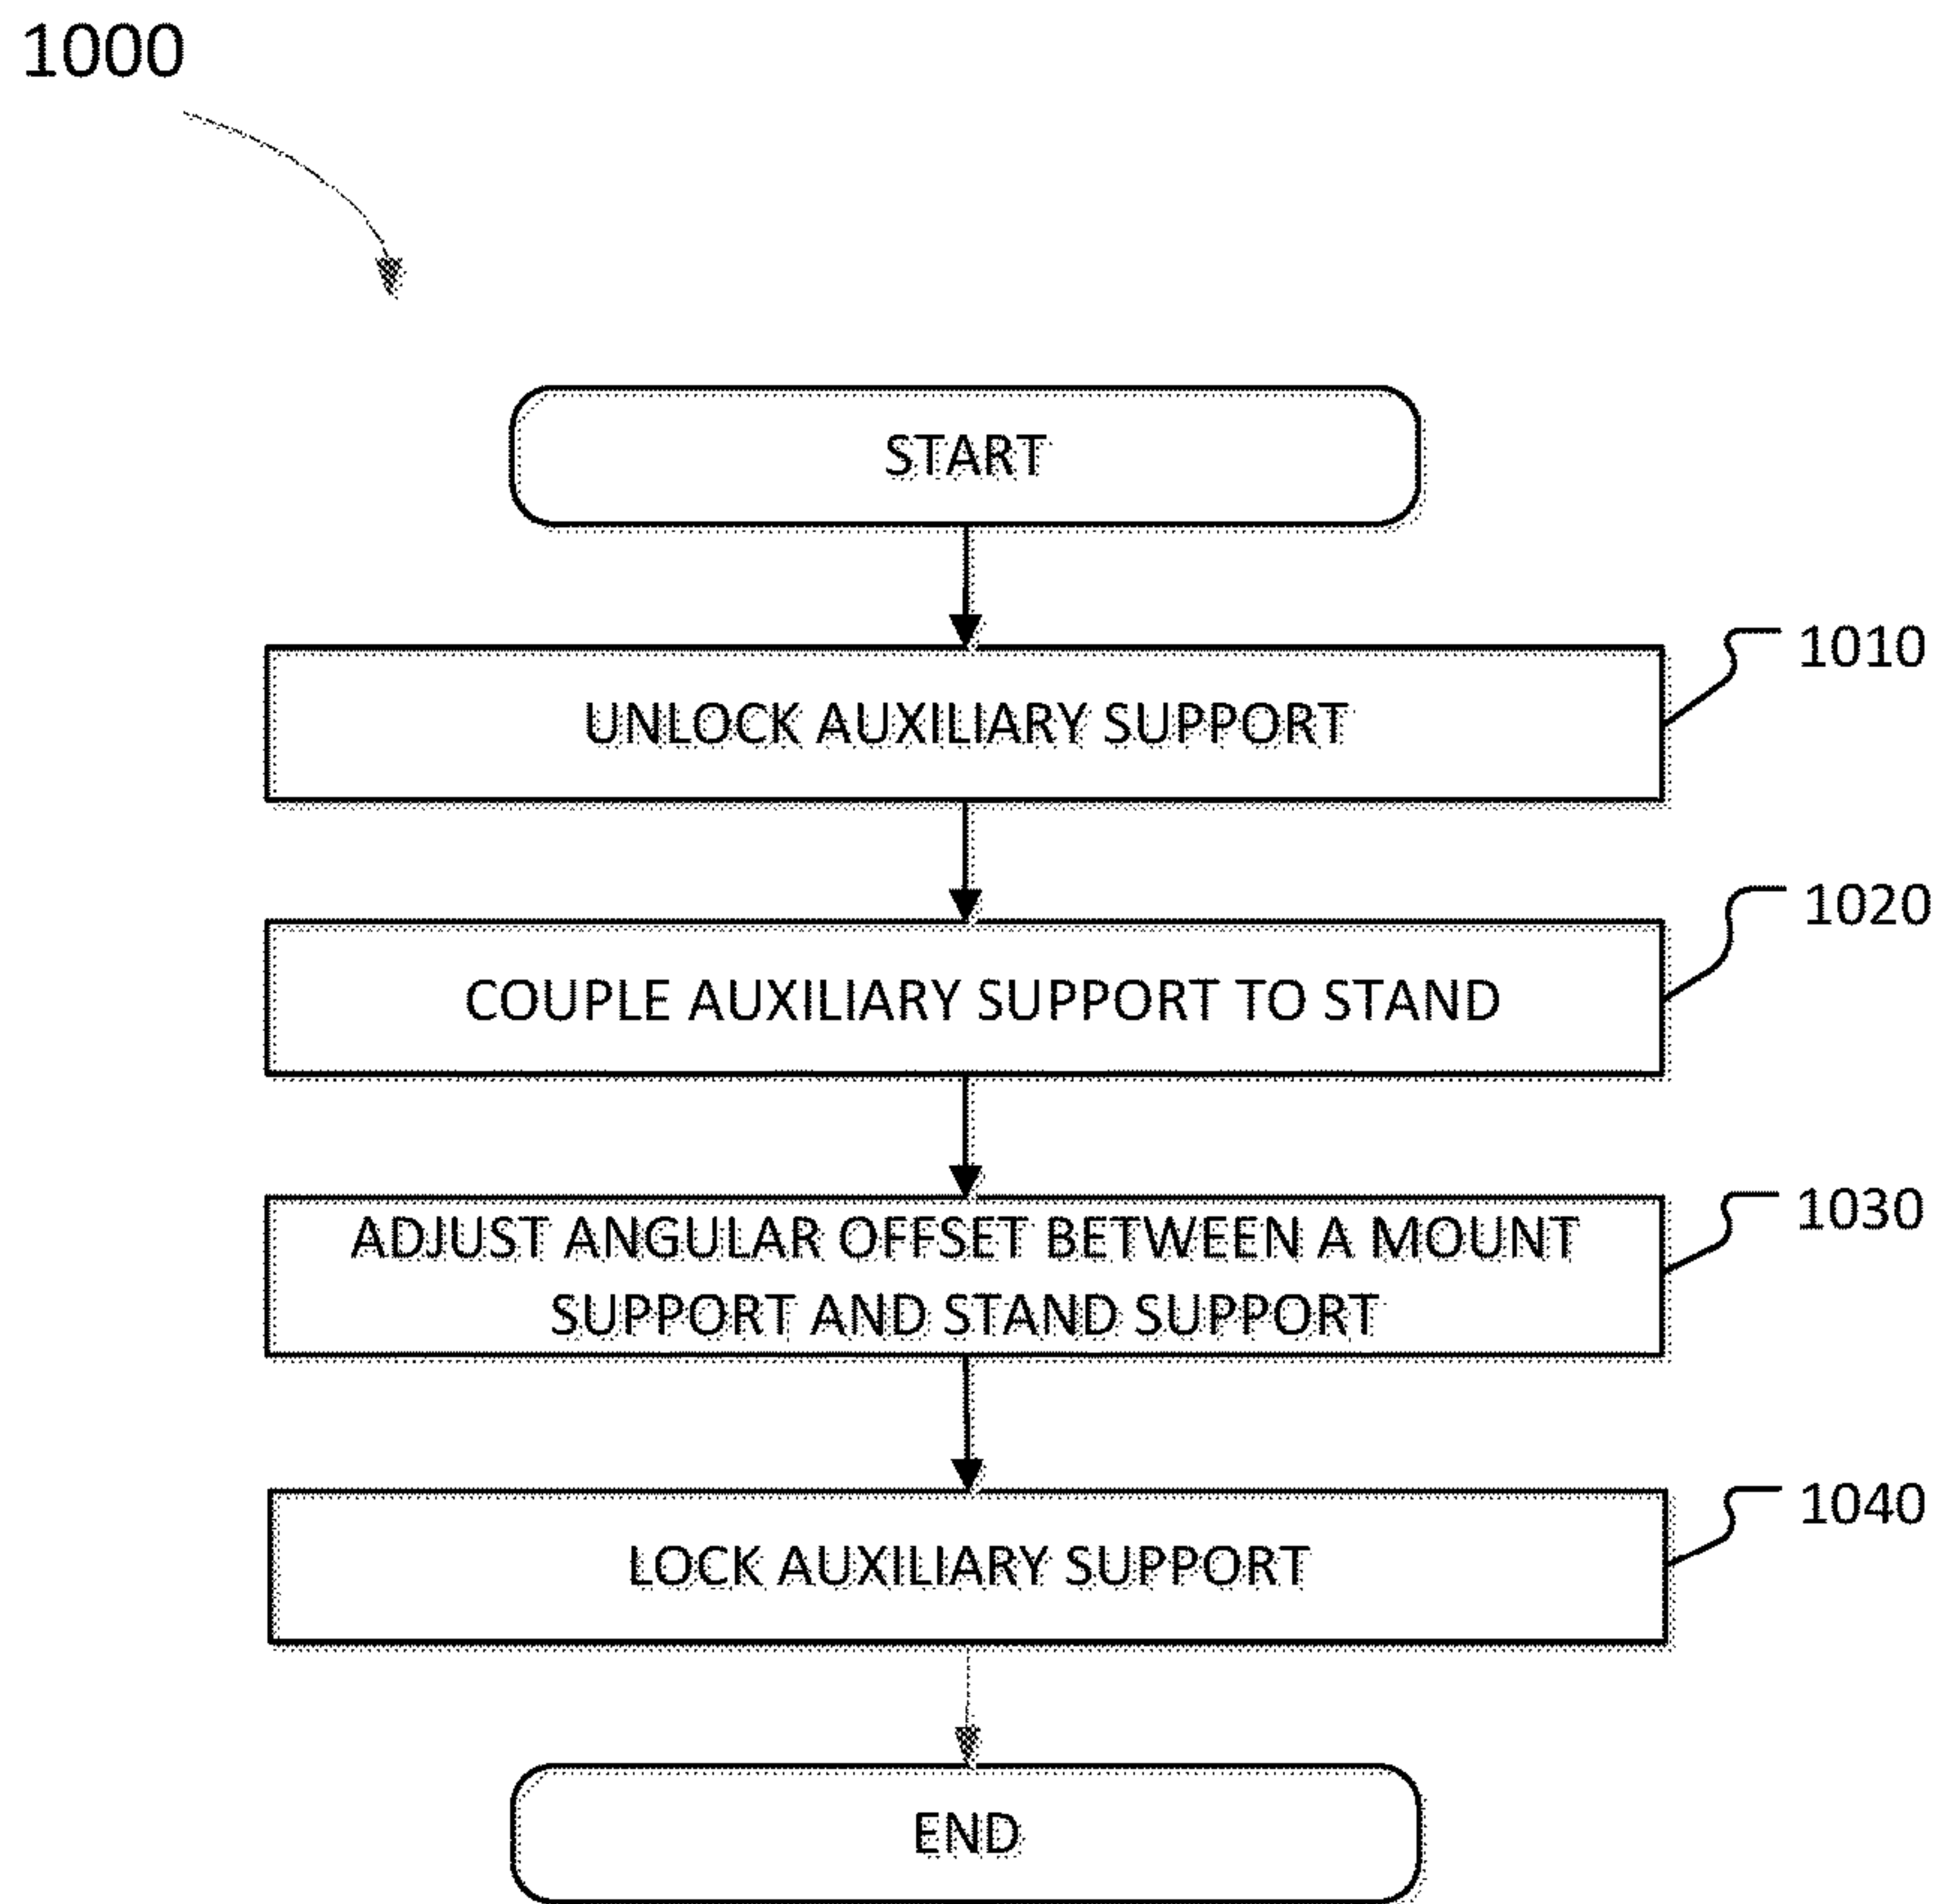 1000
START
UNLOCK AUXILIARY SUPPORT
1010
COUPLE AUXILIARY SUPPORT TO STAND
1020
ADJUST ANGULAR OFFSET BETWEEN A MOUNT
SUPPORT AND STAND SUPPORT
1030
LOCK AUXILIARY SUPPORT
1040
END